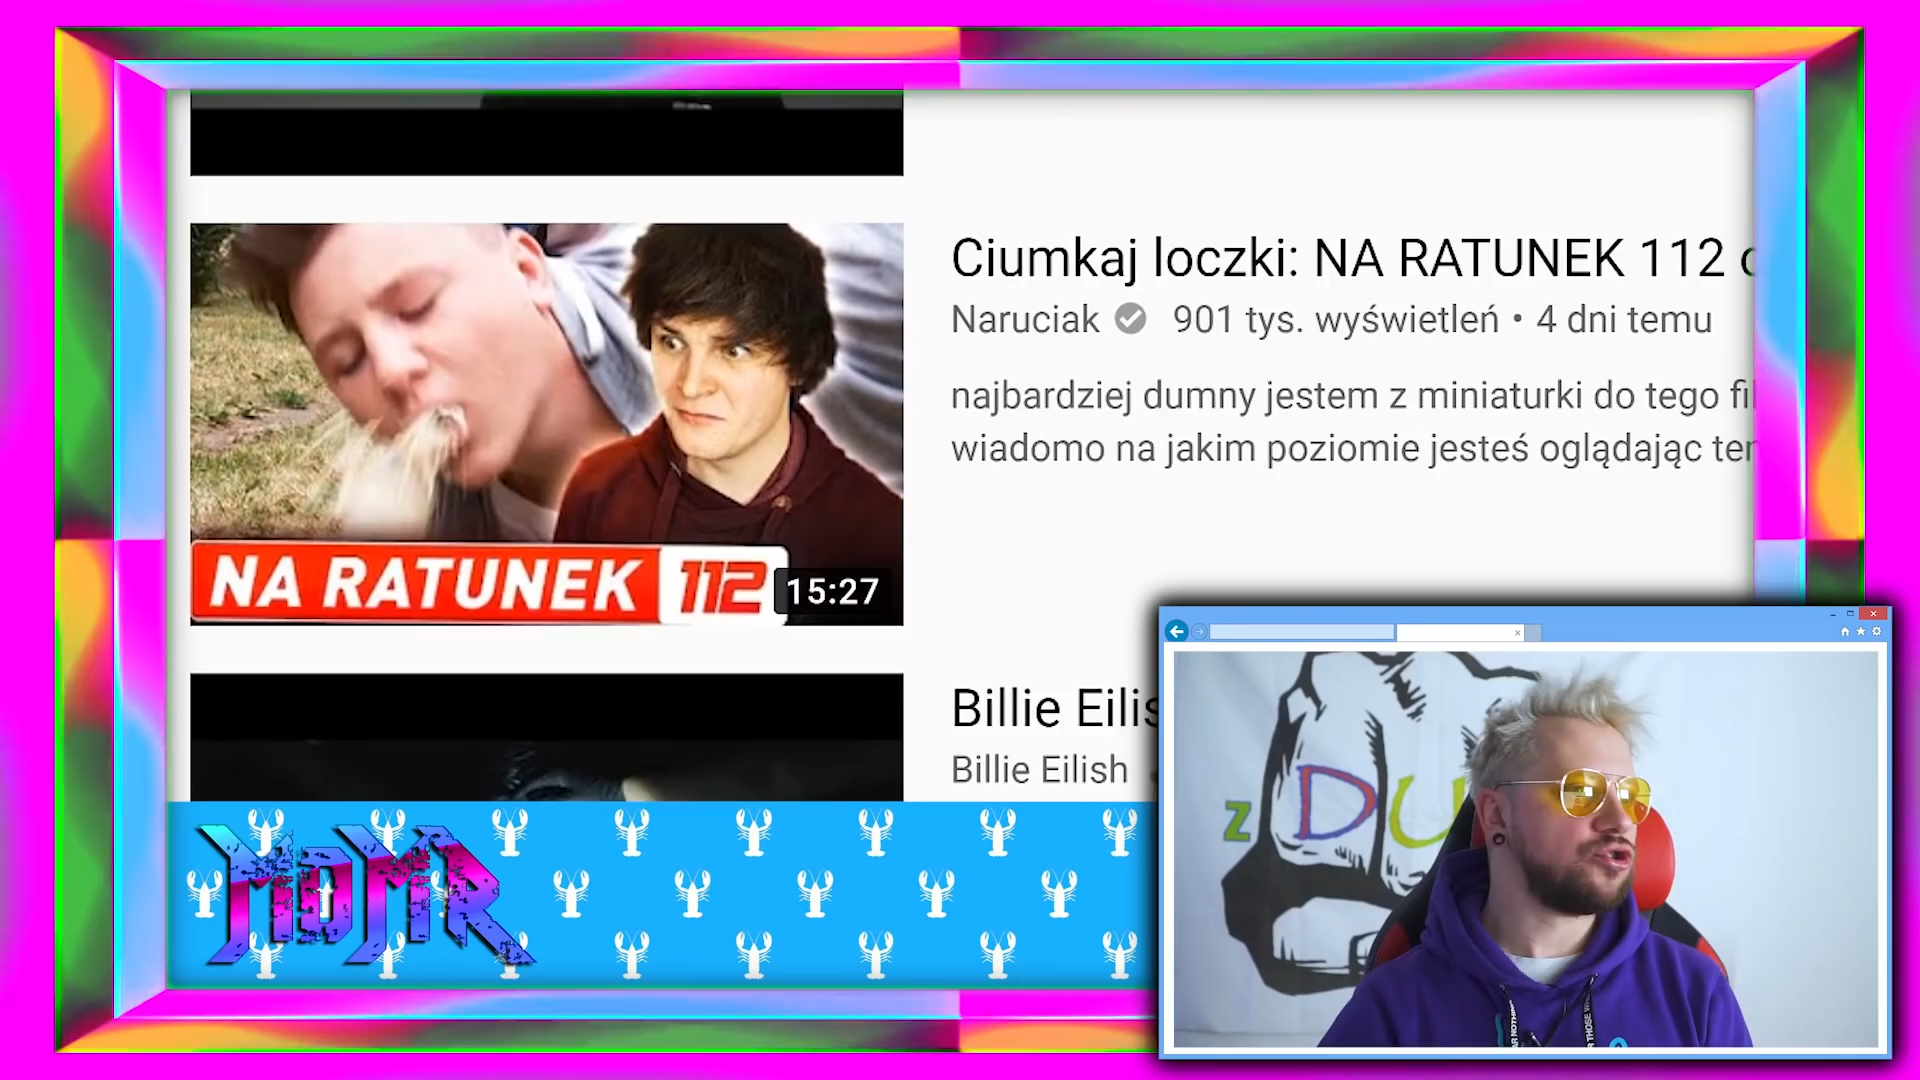 Ciumkaj loczki: NA RATUNEK 112
Naruciak 901 tys. wyświetleń • 4 dni temu
najbardziej dumny jestem z miniaturki do tego
wiadomo na jakim poziomie jesteś oglądając
NA RATUNEK 112
15:27
Billie
Billie Eilish
MDMR
z DU